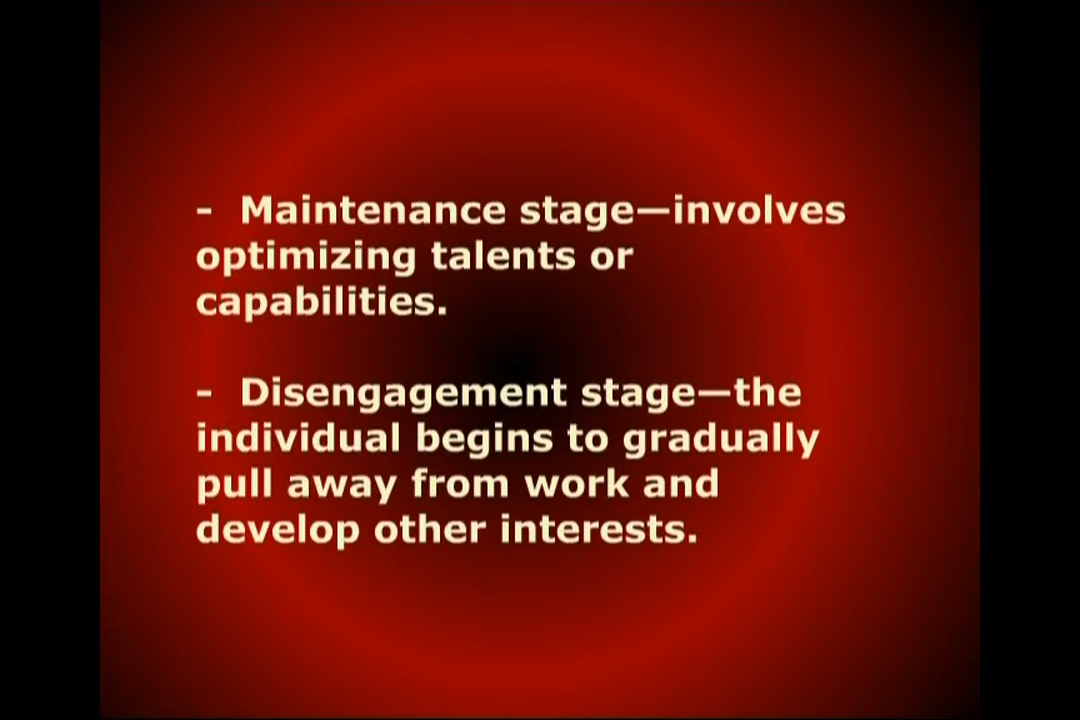 -  Maintenance stage—involves
optimizing talents or
capabilities.
-  Disengagement stage—the
individual begins to gradually
pull away from work and
develop other interests.